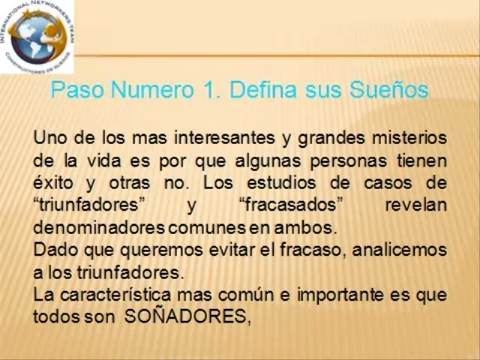 INTERNATIONAL NETWORKERS TEAM
CONSTRUCTORES DE SUEÑOS
Paso Numero 1. Defina sus Sueños
Uno de los mas interesantes y grandes misterios
de la vida es por que algunas personas tienen
éxito y otras no. Los estudios de casos de
“triunfadores” y “fracasados” revelan
denominadores comunes en ambos.
Dado que queremos evitar el fracaso, analicemos
a los triunfadores.
La característica mas común e importante es que
todos son SOÑADORES,